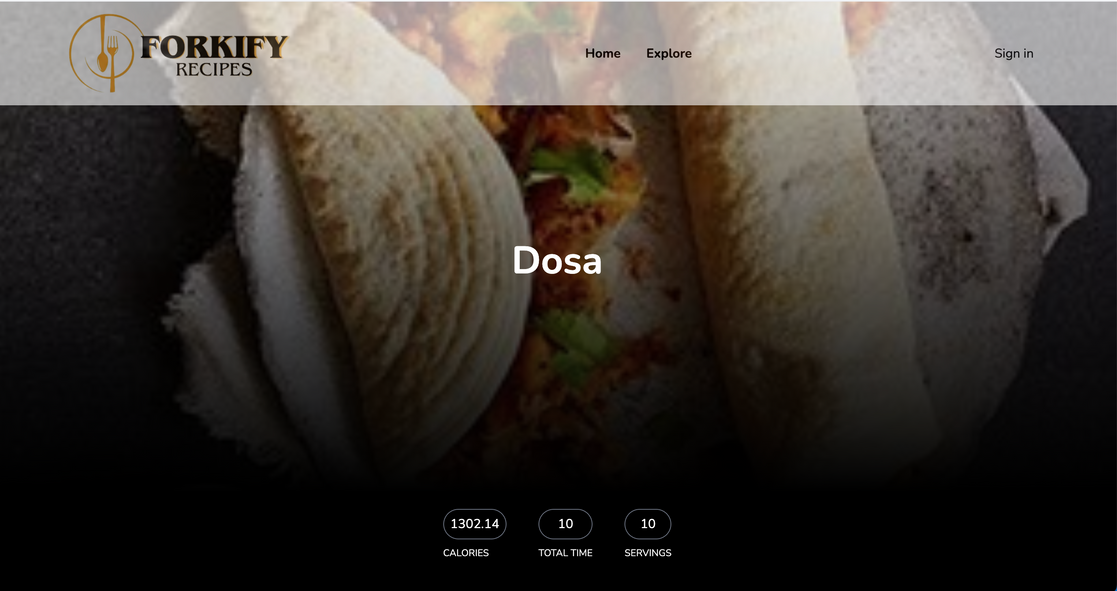 FORKIFY
RECIPES
Home Explore
Sign in
Dosa
1302.14 10 10
CALORIES TOTAL TIME SERVINGS